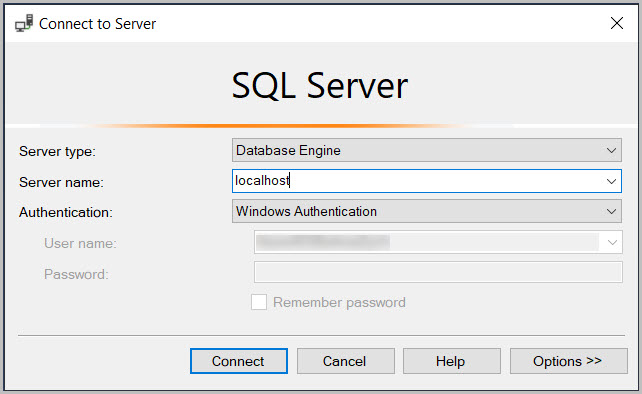 Connect to Server
SQL Server
Server type: Database Engine
Server name: localhost
Authentication: Windows Authentication
User name:
Password:
Remember password
Connect Cancel Help Options >>